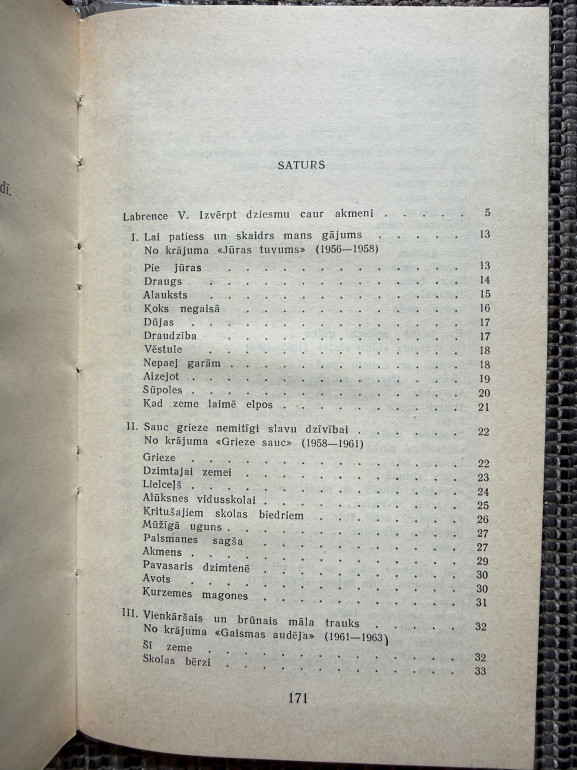 dī.
SATURS
Labrence V. Izvērpt dziesmu caur akmeni . . . . . 5
I. Lai patiess un skaidrs mans gājums . . . . . . 13
No krājuma «Jūras tuvums» (1956—1958)
Pie jūras . . . . . . . . . . . . 13
Draugs . . . . . . . . . . . . 14
Alauksts . . . . . . . . . . . . 15
Koks negaisā . . . . . . . . . . . 16
Dūjas . . . . . . . . . . . . . 17
Draudzība . . . . . . . . . . . . 17
Vēstule . . . . . . . . . . . . 18
Nepaej garām . . . . . . . . . . . 18
Aizejot . . . . . . . . . . . . 19
Sūpoles . . . . . . . . . . . . 20
Kad zeme laimē elpos . . . . . . . . . 21
II. Sauc grieze nemitīgi slavu dzīvībai . . . . . . 22
No krājuma «Grieze sauc» (1958—1961)
Grieze . . . . . . . . . . . . . 22
Dzimtajai zemei . . . . . . . . . . 23
Lielceļš . . . . . . . . . . . . 24
Alūksnes vidusskolai . . . . . . . . . 25
Kritušajiem skolas biedriem . . . . . . . 26
Mūžīgā uguns . . . . . . . . . . . 27
Palsmanes sagša . . . . . . . . . . 27
Akmens . . . . . . . . . . . . 29
Pavasaris dzimtenē . . . . . . . . . 30
Avots . . . . . . . . . . . . . 30
Kurzemes magones . . . . . . . . . . 31
III. Vienkāršais un brūnais māla trauks . . . . . . 32
No krājuma «Gaismas audēja» (1961—1963)
Šī zeme . . . . . . . . . . . . 32
Skolas bērzi . . . . . . . . . . . 33
171